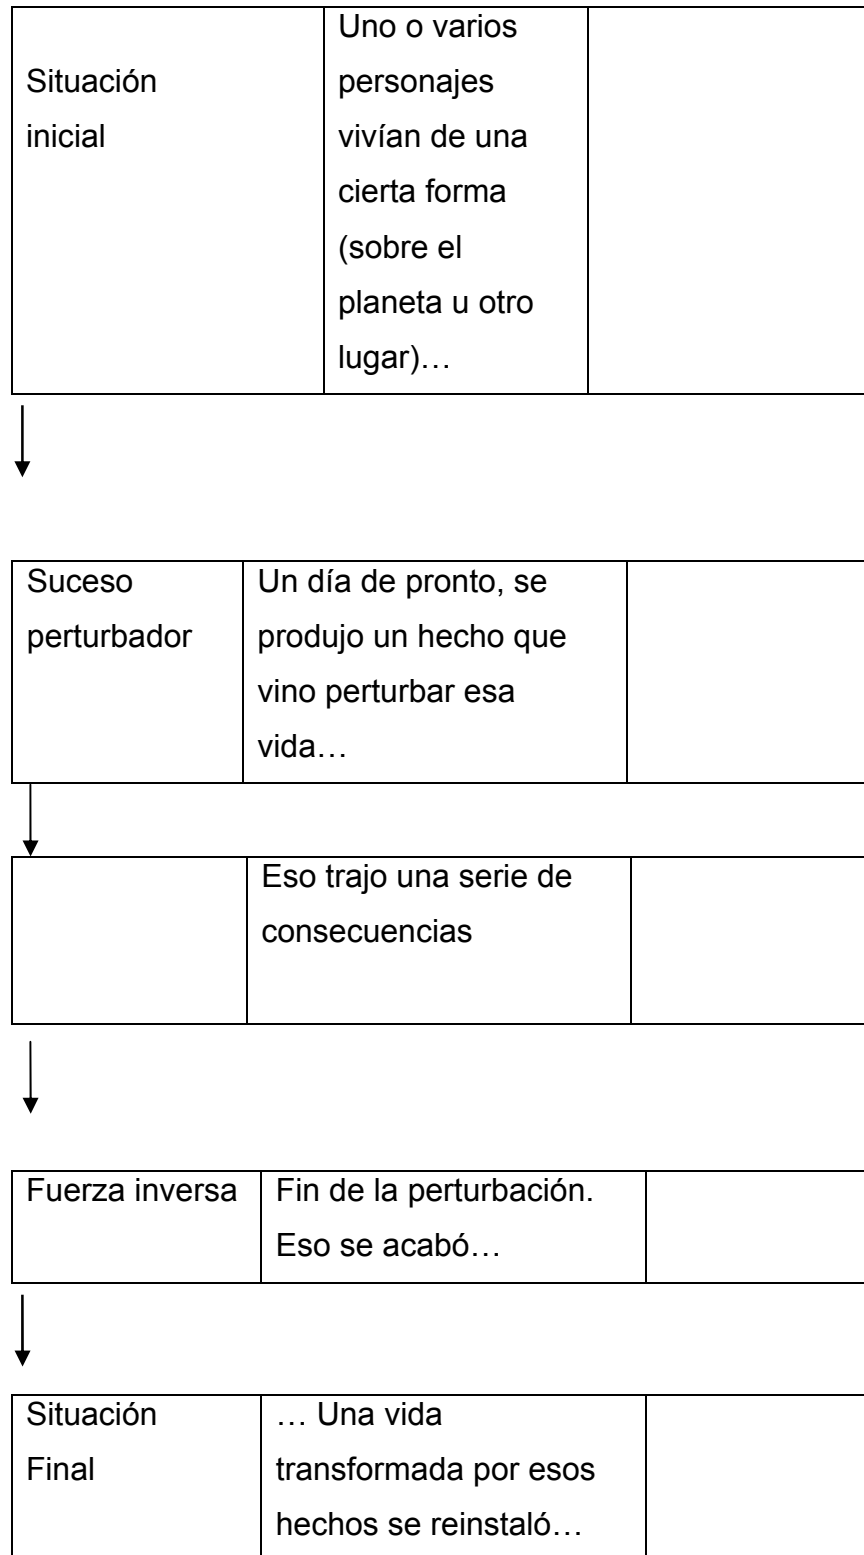 Situación
inicial
Uno o varios
personajes
vivían de una
cierta forma
(sobre el
planeta u otro
lugar)…
Suceso
perturbador
Un día de pronto, se
produjo un hecho que
vino perturbar esa
vida…
Eso trajo una serie de
consecuencias
Fuerza inversa
Fin de la perturbación.
Eso se acabó…
Situación
Final
… Una vida
transformada por esos
hechos se reinstaló…